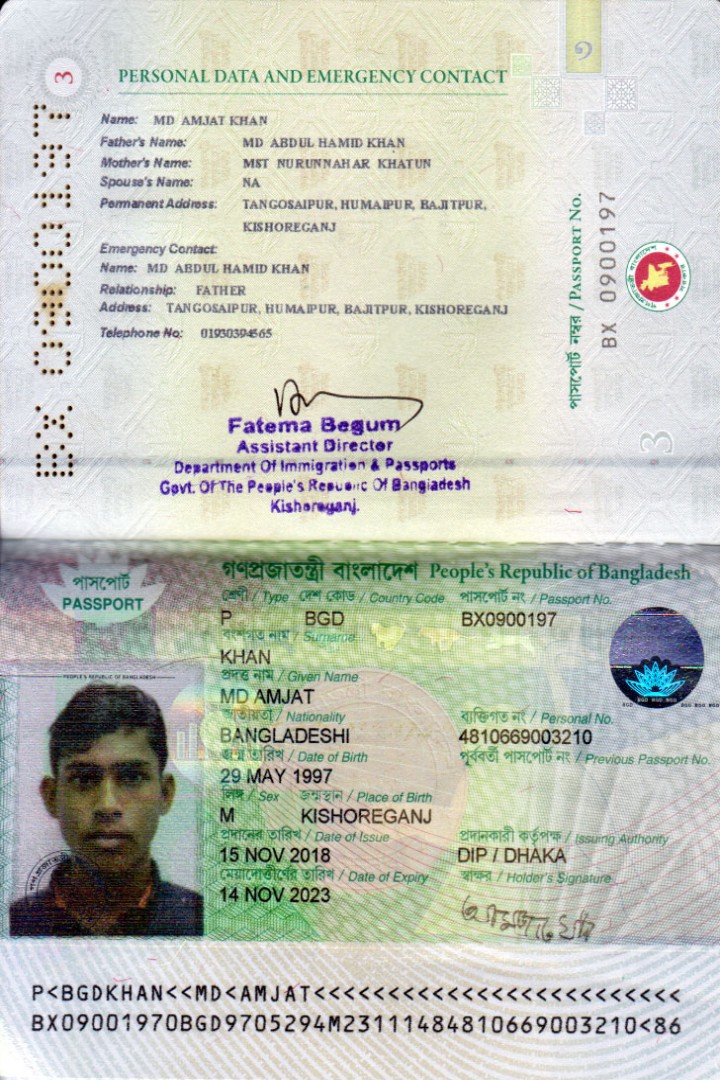 3
PERSONAL DATA AND EMERGENCY CONTACT
১
Name: MD AMJAT KHAN
Father's Name: MD ABDUL HAMID KHAN
Mother's Name: MST NURUNNAHAR KHATUN
Spouse's Name: NA
Permanent Address: TANGOSAIPUR, HUMAIPUR, BAJITPUR,
KISHOREGANJ
Emergency Contact:
Name: MD ABDUL HAMID KHAN
Relationship: FATHER
Address: TANGOSAIPUR, HUMAIPUR, BAJITPUR, KISHOREGANJ
Telephone No: 01930394565
পাসপোর্ট নম্বর / PASSPORT No.
BX 0900197
3
Fatema Begum
Assistant Director
Department Of Immigration & Passports
Govt. Of The People's Republic Of Bangladesh
Kishoreganj.
গণপ্রজাতন্ত্রী বাংলাদেশ People's Republic of Bangladesh
পাসপোর্ট
PASSPORT
শ্রেণী / Type দেশ কোড / Country Code পাসপোর্ট নং / Passport No.
P BGD BX0900197
বংশগত নাম / Surname
KHAN
প্রদত্ত নাম / Given Name
MD AMJAT
জাতীয়তা / Nationality ব্যক্তিগত নং / Personal No.
BANGLADESHI 4810669003210
জন্ম তারিখ / Date of Birth পূর্ববর্তী পাসপোর্ট নং / Previous Passport No.
29 MAY 1997
লিঙ্গ / Sex জন্মস্থান / Place of Birth
M KISHOREGANJ
প্রদানের তারিখ / Date of Issue প্রদানকারী কর্তৃপক্ষ / Issuing Authority
15 NOV 2018 DIP / DHAKA
মেয়াদোত্তীর্ণের তারিখ / Date of Expiry স্বাক্ষর / Holder's Signature
14 NOV 2023
P<BGDKHAN<<MD<AMJAT<<<<<<<<<<<<<<<<<<<<<<<<<
BX09001970BGD9705294M23111484810669003210<86